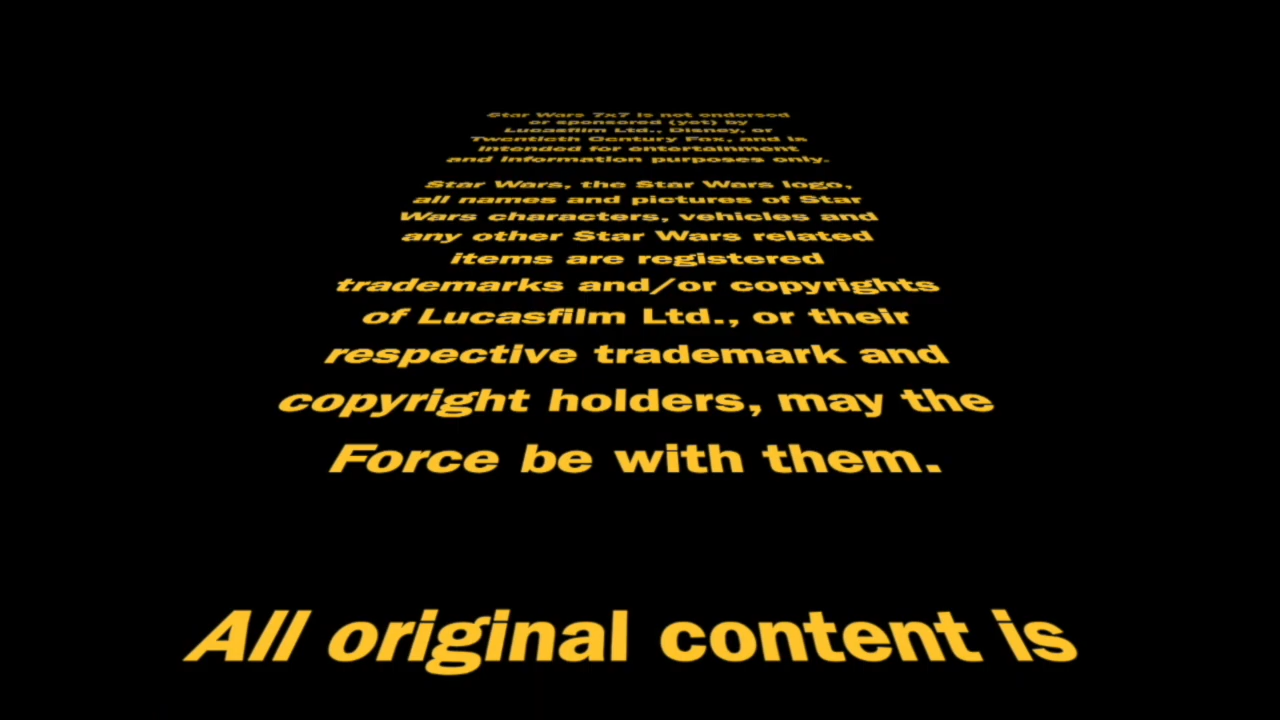 Star Wars 7x7 is not endorsed
or sponsored (yet) by
Lucasfilm Ltd., Disney, or
Twentieth Century Fox, and is
intended for entertainment
and information purposes only.
Star Wars, the Star Wars logo,
all names and pictures of Star
Wars characters, vehicles and
any other Star Wars related
items are registered
trademarks and/or copyrights
of Lucasfilm Ltd., or their
respective trademark and
copyright holders, may the
Force be with them.
All original content is